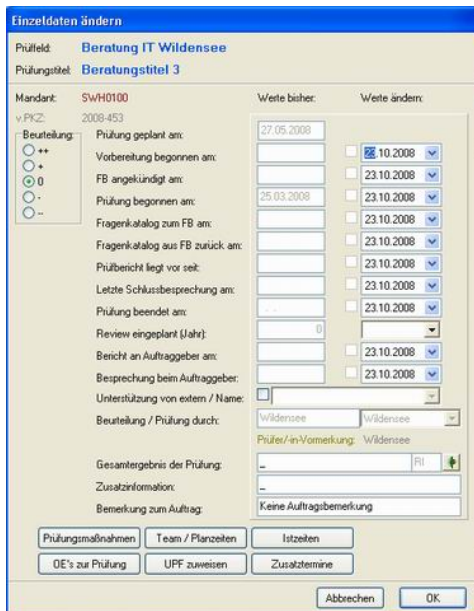 Einzeldaten ändern
Prüffeld: Beratung IT Wildensee
Prüfungstitel: Beratungstitel 3
Mandant: SWH0100 Werte bisher: Werte ändern:
v.PKZ: 2008-453
Beurteilung:
++
+
0
-
--
Prüfung geplant am: 27.05.2008
Vorbereitung begonnen am: 23.10.2008
FB angekündigt am: 23.10.2008
Prüfung begonnen am: 25.03.2008 23.10.2008
Fragenkatalog zum FB am: 23.10.2008
Fragenkatalog aus FB zurück am: 23.10.2008
Prüfbericht liegt vor seit: 23.10.2008
Letzte Schlussbesprechung am: 23.10.2008
Prüfung beendet am: . . 23.10.2008
Review eingeplant (Jahr): 0
Bericht an Auftraggeber am: 23.10.2008
Besprechung beim Auftraggeber: 23.10.2008
Unterstützung von extern / Name:
Beurteilung / Prüfung durch: Wildensee Wildensee
Prüfer/-in-Vormerkung: Wildensee
Gesamtergebnis der Prüfung: _ RI
Zusatzinformation: _
Bemerkung zum Auftrag: Keine Auftragsbemerkung
Prüfungsmaßnahmen Team / Planzeiten Istzeiten
OE's zur Prüfung UPF zuweisen Zusatztermine
Abbrechen OK